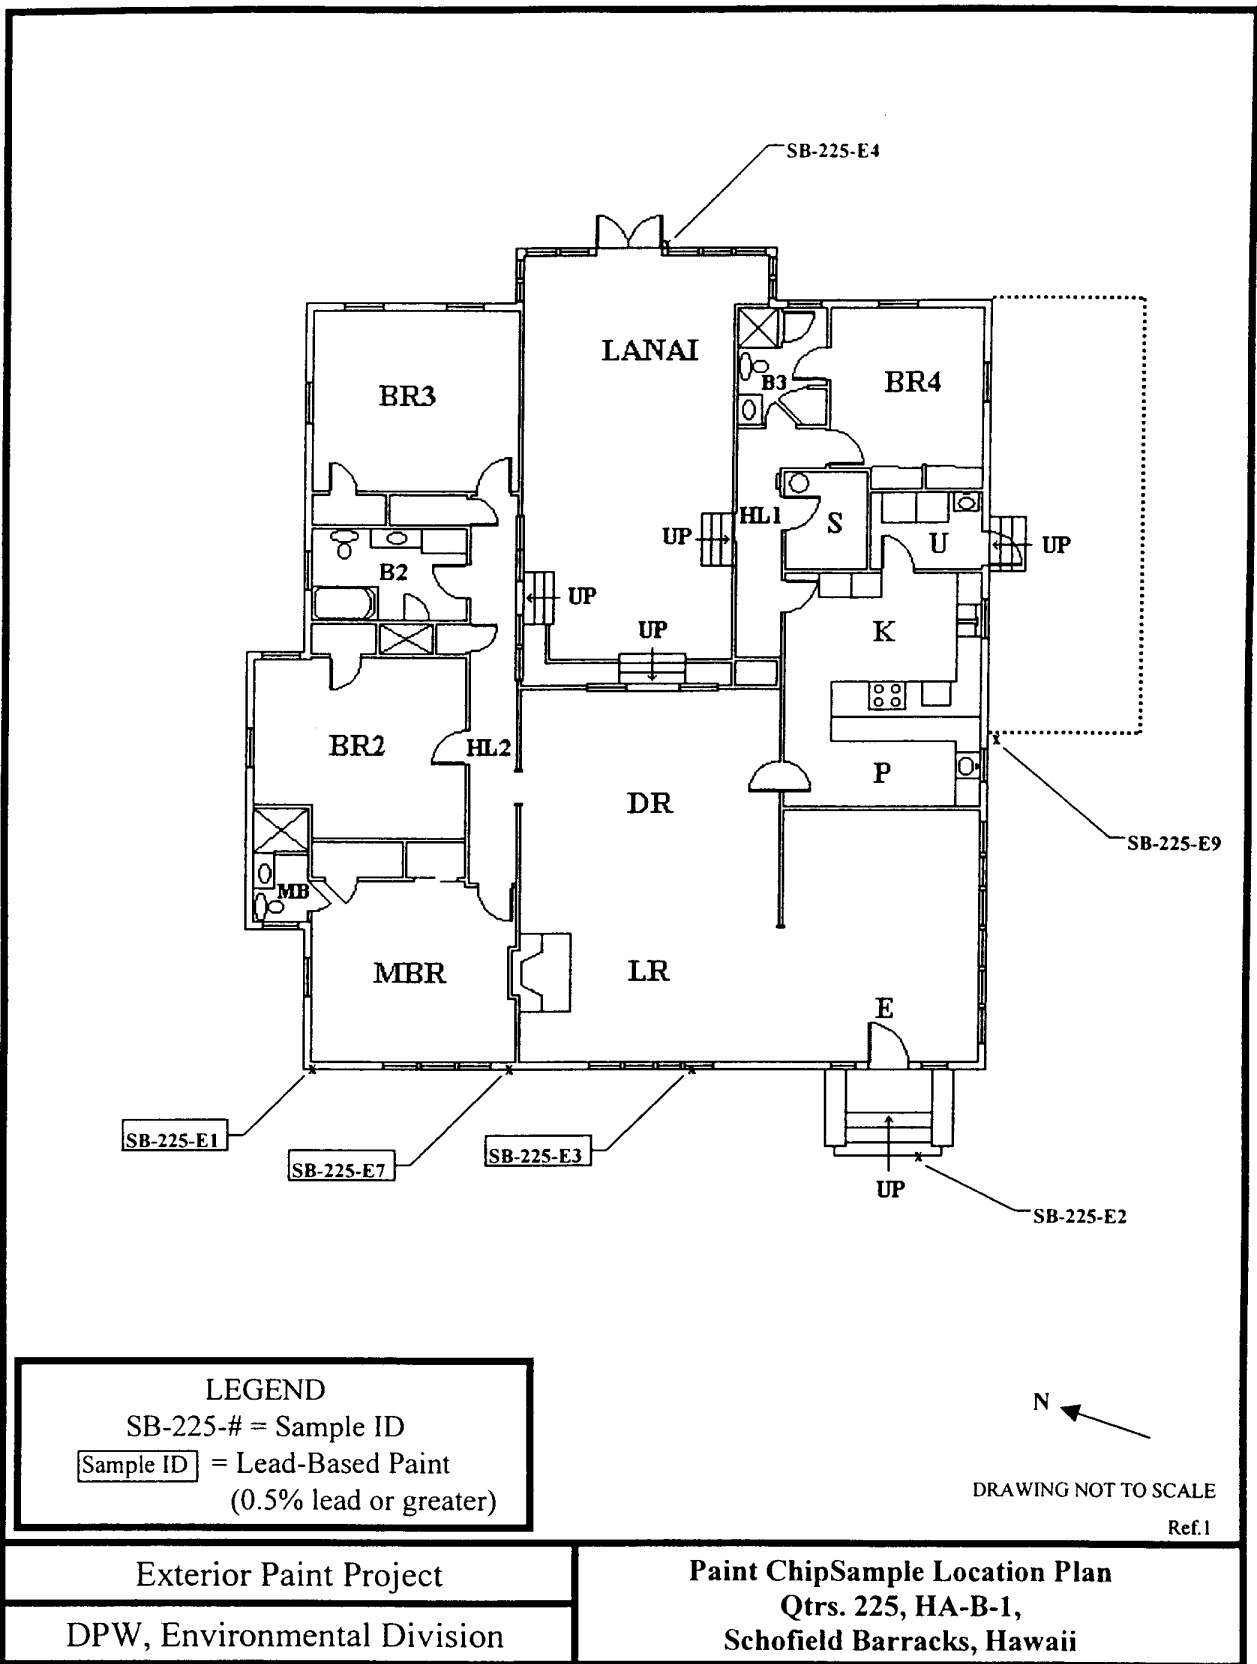 SB-225-E4
LANAI
BR3
B3
BR4
HL1
S
U
UP
UP
B2
UP
UP
K
BR2
HL2
P
DR
SB-225-E9
MB
MBR
LR
E
SB-225-E1
SB-225-E7
SB-225-E3
UP
SB-225-E2
LEGEND
SB-225-# = Sample ID
Sample ID = Lead-Based Paint
(0.5% lead or greater)
N
DRAWING NOT TO SCALE
Ref.1
Exterior Paint Project
DPW, Environmental Division
Paint ChipSample Location Plan
Qtrs. 225, HA-B-1,
Schofield Barracks, Hawaii